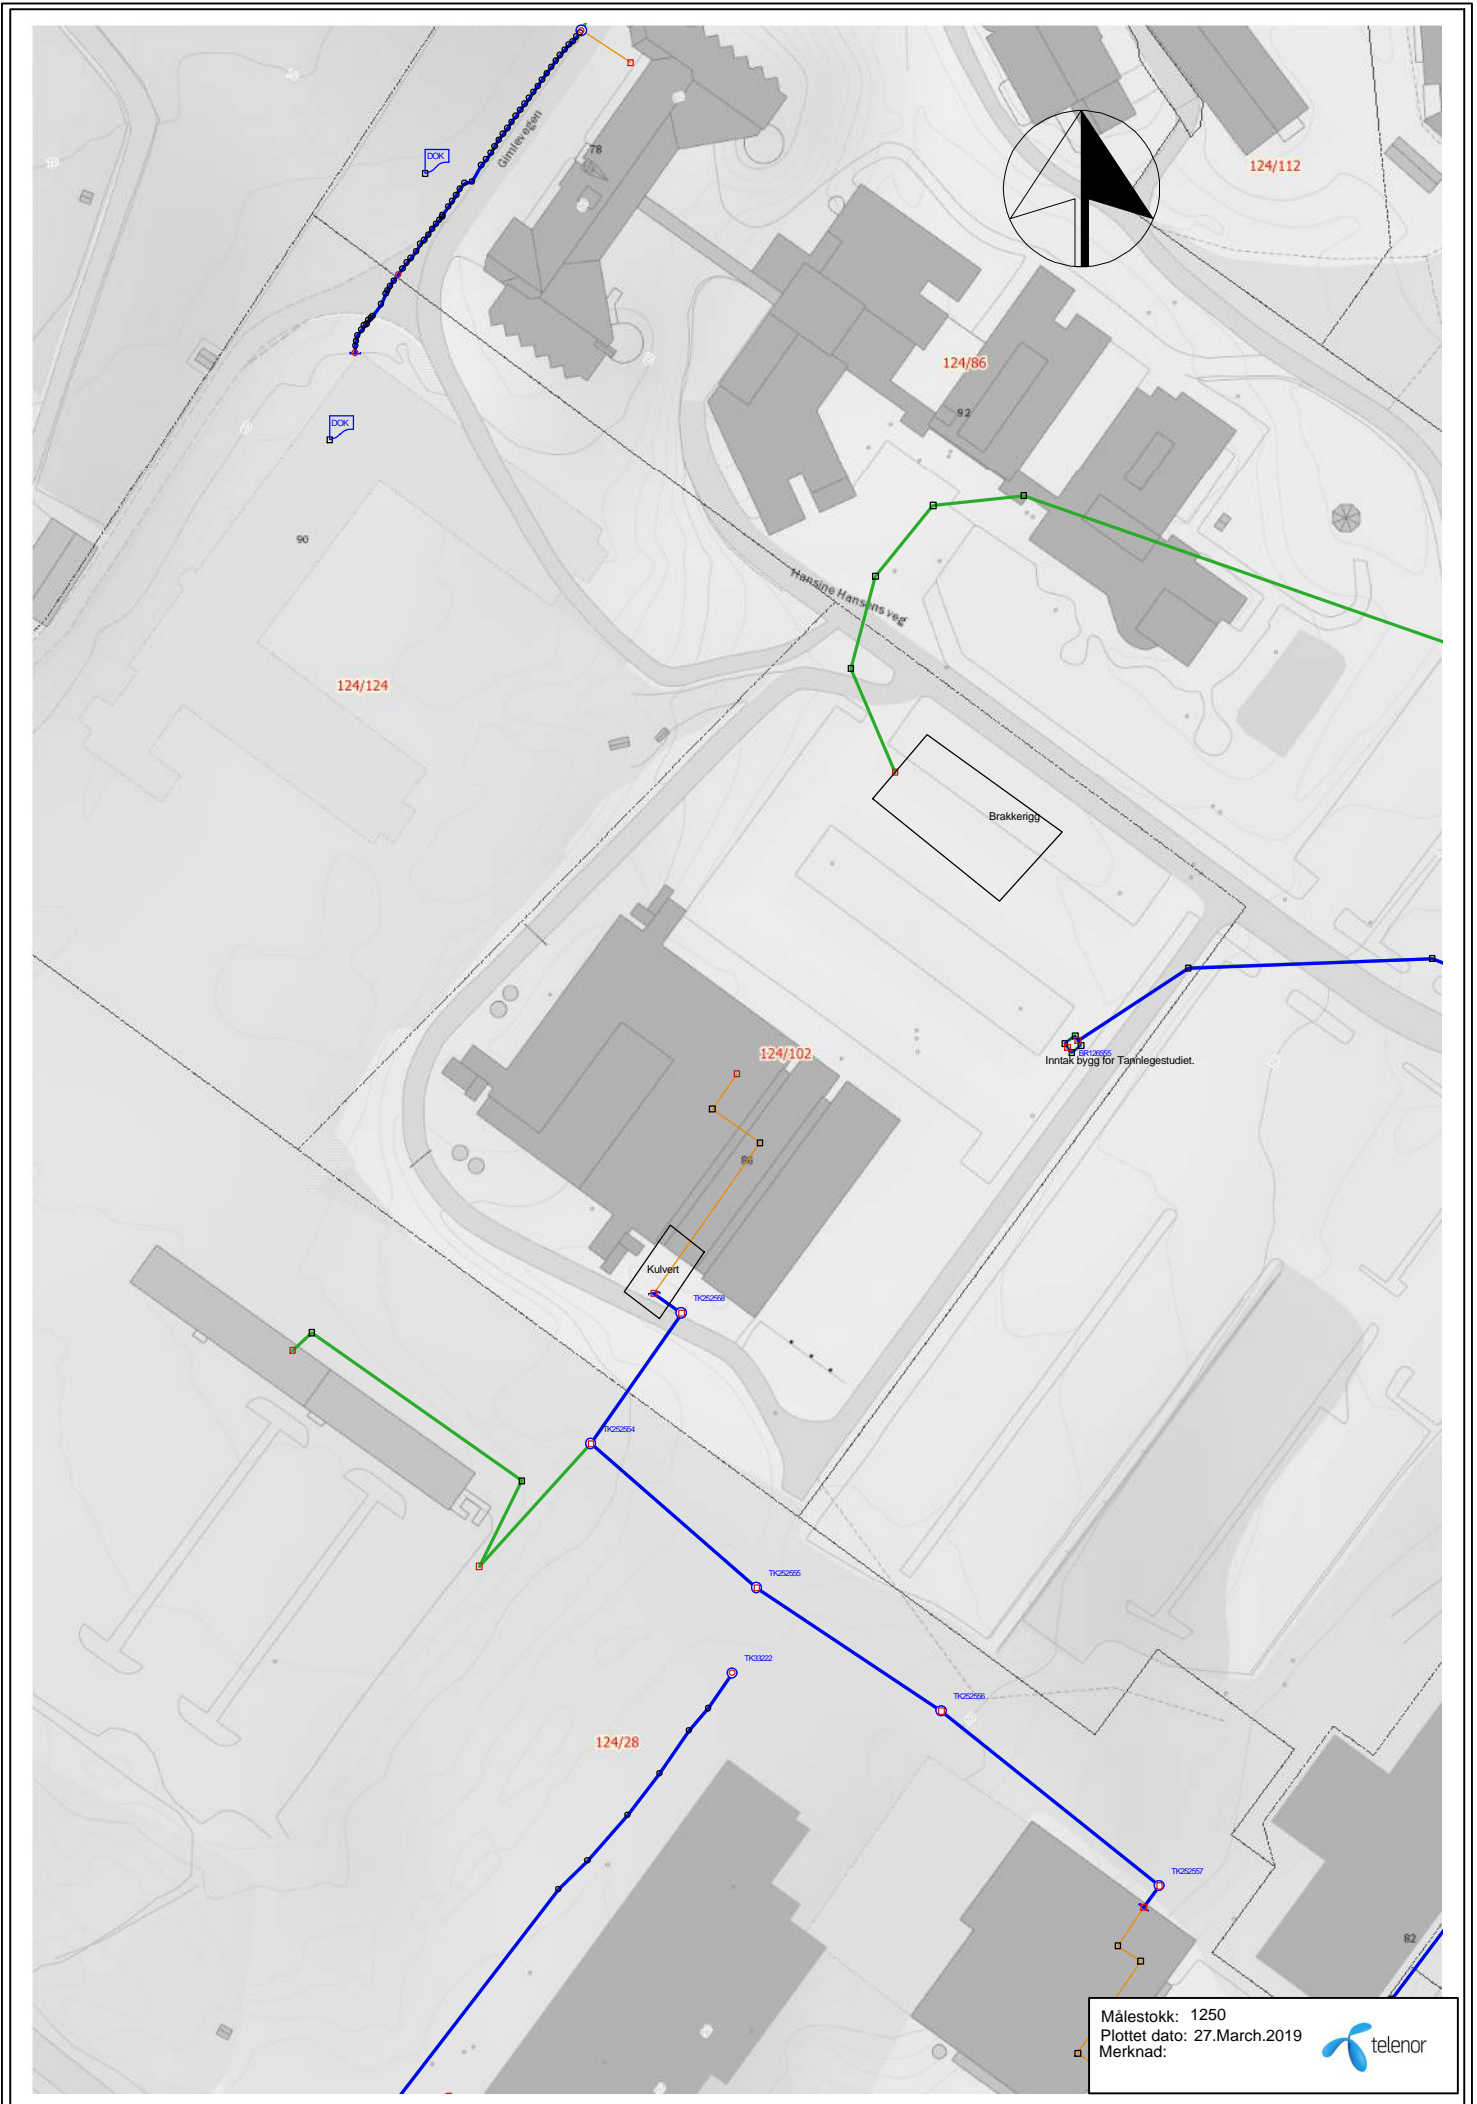 Gimlevegen
78
DOK
124/112
124/86
92
DOK
90
Hansine Hansens veg
124/124
Brakkerigg
124/102
BR126555
Inntak bygg for Tannlegestudiet.
86
Kulvert
TK252558
TK252554
TK252555
TK33222
TK252556
124/28
TK252557
82
Målestokk: 1250
Plottet dato: 27.March.2019
Merknad:
telenor